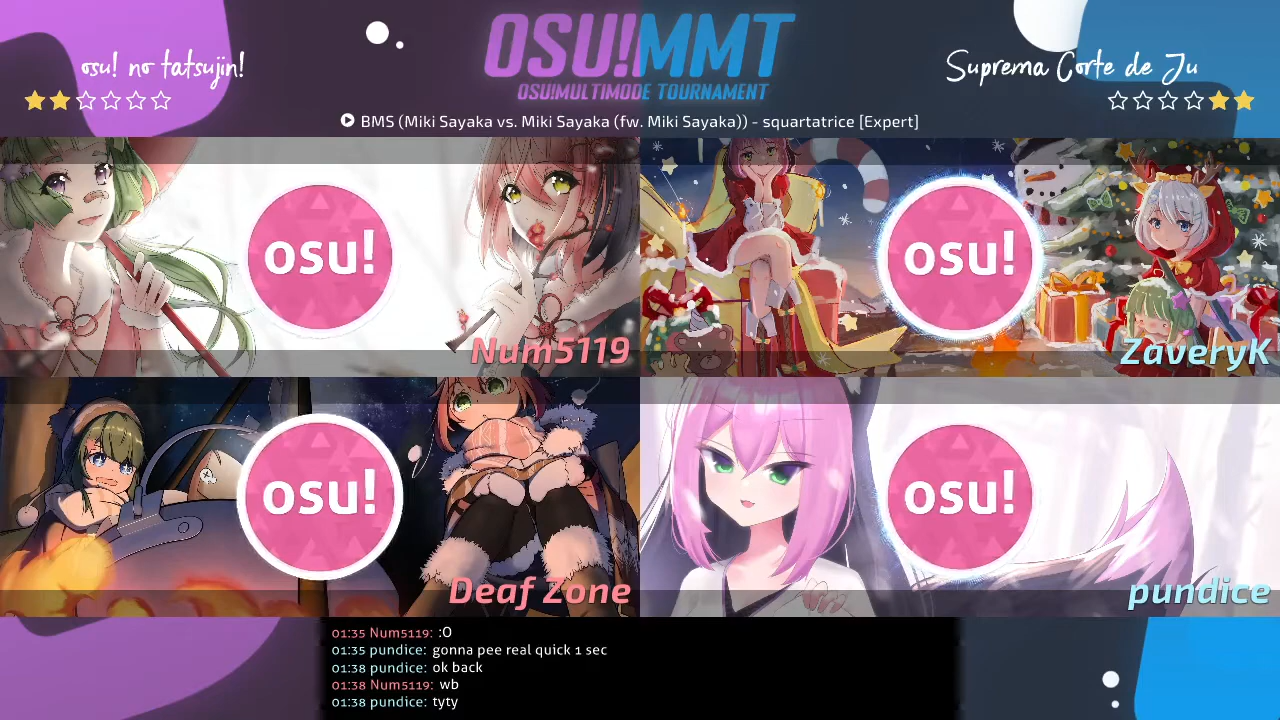 OSU!MMT
OSU!MULTIMODE TOURNAMENT
osu! no tatsujin!
Suprema Corte de Ju
BMS (Miki Sayaka vs. Miki Sayaka (fw. Miki Sayaka)) - squartatrice [Expert]
osu!
Num5119
osu!
ZaveryK
osu!
Deaf Zone
osu!
pundice
01:35 Num5119: :O
01:35 pundice: gonna pee real quick 1 sec
01:38 pundice: ok back
01:38 Num5119: wb
01:38 pundice: tyty